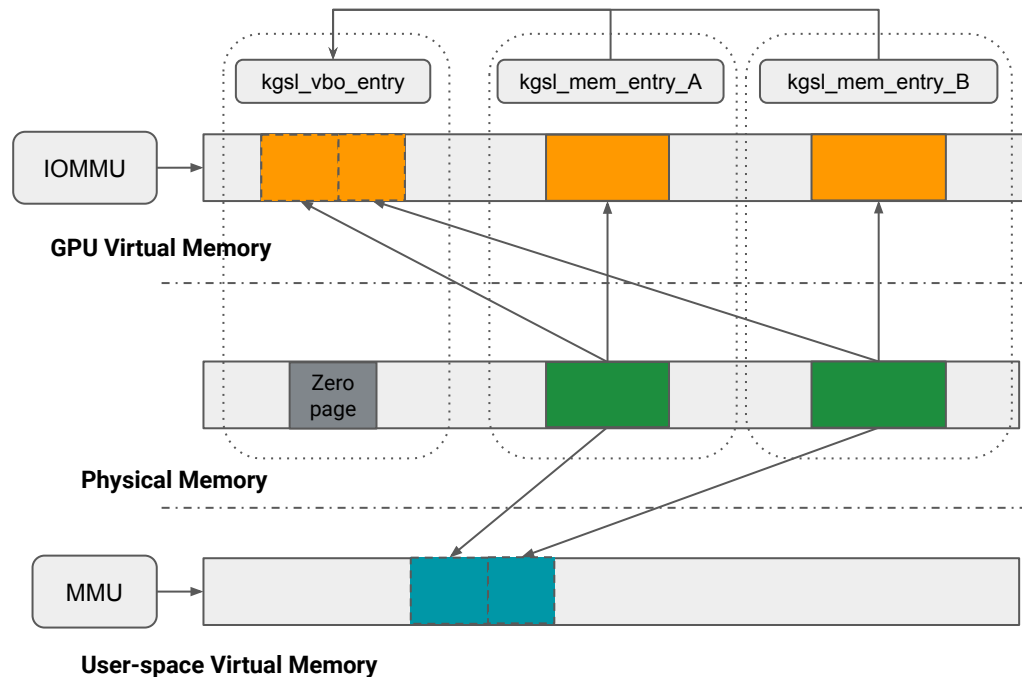 kgsl_vbo_entry
kgsl_mem_entry_A
kgsl_mem_entry_B
IOMMU
GPU Virtual Memory
Zero
page
Physical Memory
MMU
User-space Virtual Memory